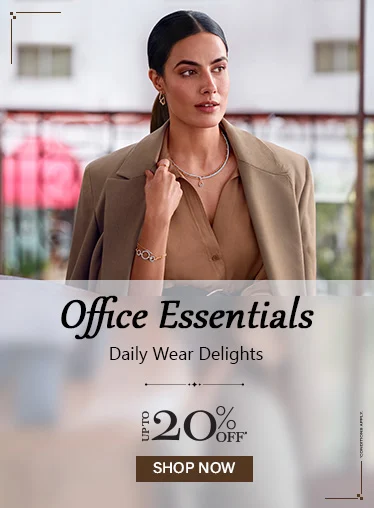 Office Essentials
Daily Wear Delights
UPTO 20% OFF*
SHOP NOW
*CONDITIONS APPLY.